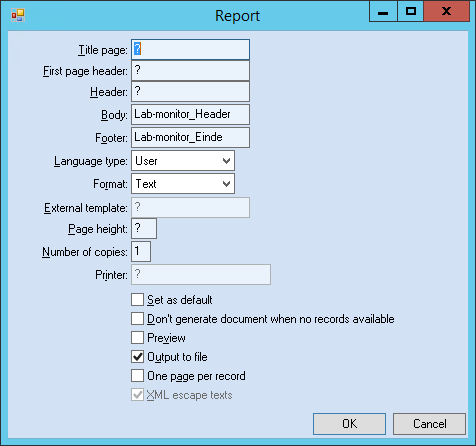 Report
Title page: ?
First page header: ?
Header: ?
Body: Lab-monitor_Header
Footer: Lab-monitor_Einde
Language type: User
Format: Text
External template: ?
Page height: ?
Number of copies: 1
Printer: ?
Set as default
Don't generate document when no records available
Preview
Output to file
One page per record
XML escape texts
OK Cancel